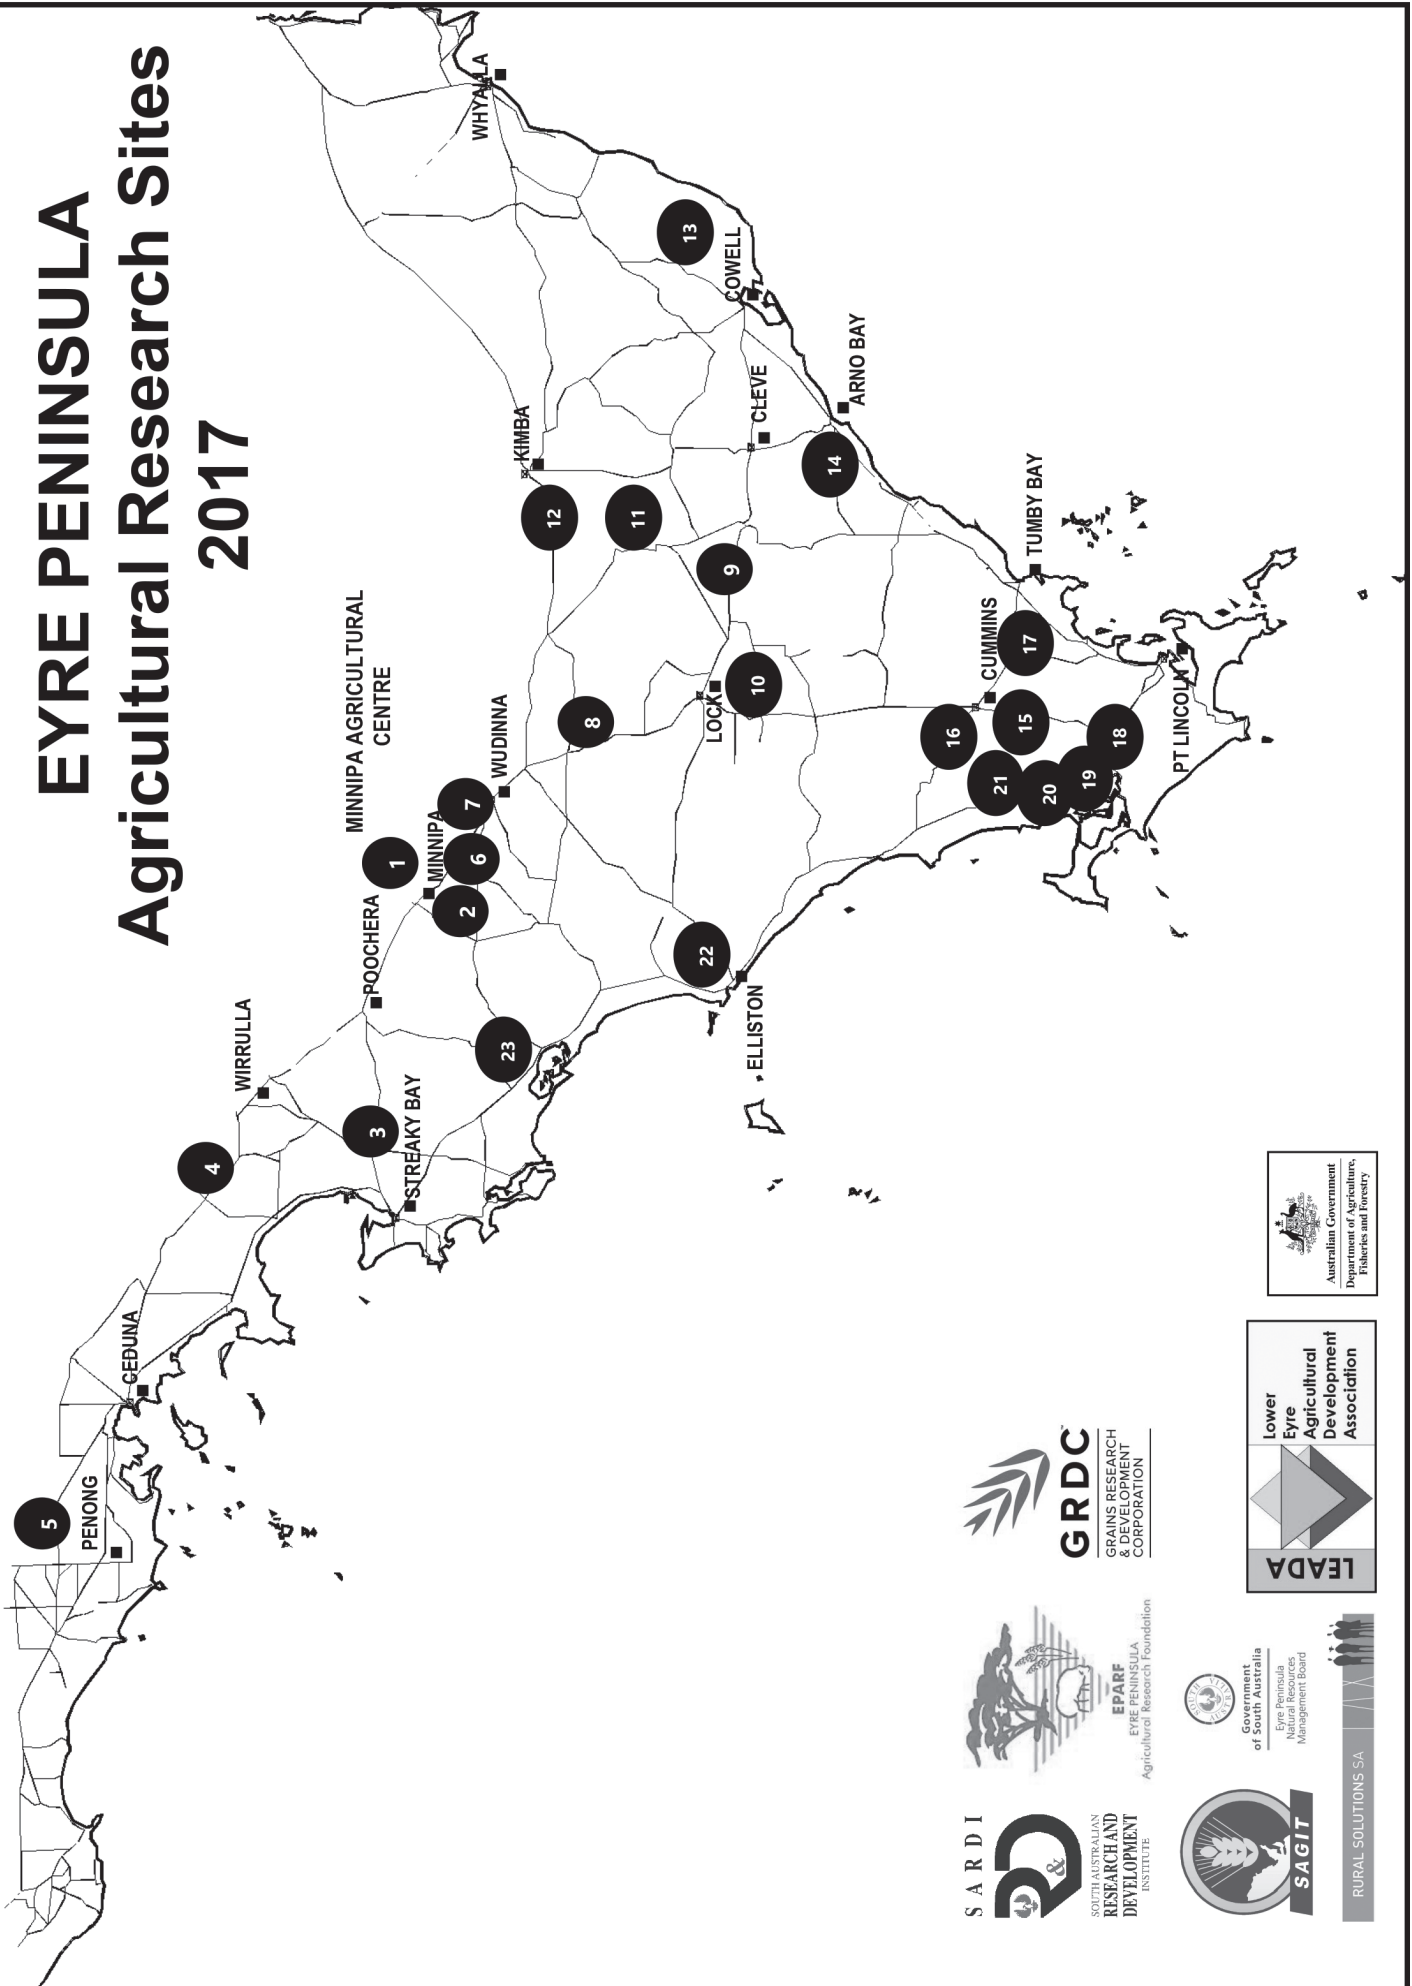 EYRE PENINSULA
Agricultural Research Sites
2017
5
PENONG
CEDUNA
4
WIRRULLA
3
STREAKY BAY
POOCHERA
23
MINNIPA AGRICULTURAL
CENTRE
1
MINNIPA
2
6
7
WUDINNA
8
22
ELLISTON
KIMBA
12
11
9
LOCK
10
WHYALLA
13
COWELL
CLEVE
ARNO BAY
14
TUMBY BAY
CUMMINS
17
16
15
21
20
19
18
PT LINCOLN
SARDI
R&D
SOUTH AUSTRALIAN
RESEARCH AND
DEVELOPMENT
INSTITUTE
EPARF
EYRE PENINSULA
Agricultural Research Foundation
GRDC™
GRAINS RESEARCH
& DEVELOPMENT
CORPORATION
SAGIT
SOUTH AUSTRALIA
Government
of South Australia
Eyre Peninsula
Natural Resources
Management Board
RURAL SOLUTIONS SA
LEADA
Lower
Eyre
Agricultural
Development
Association
Australian Government
Department of Agriculture,
Fisheries and Forestry